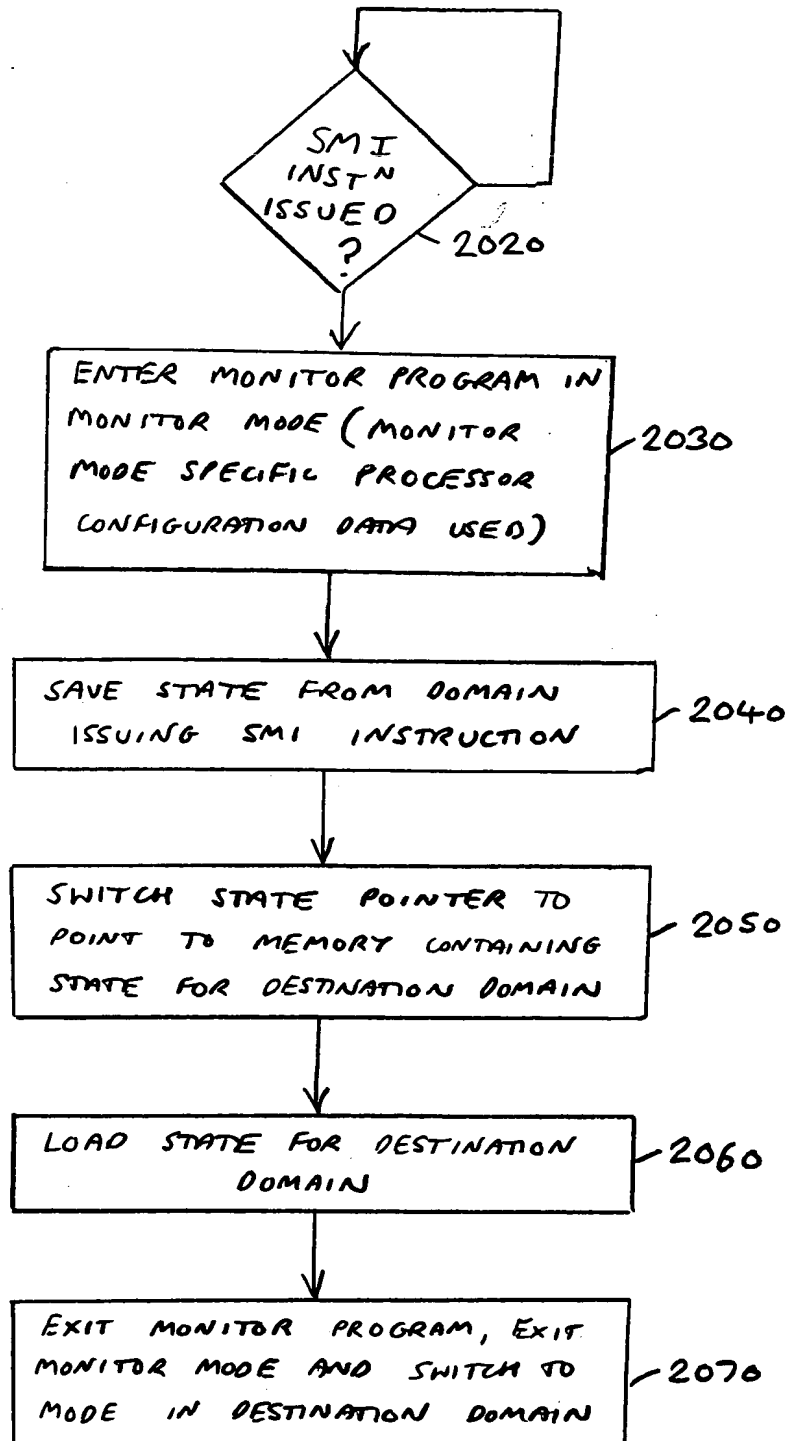 SMI
INSTN
ISSUED
?
2020
ENTER MONITOR PROGRAM IN
MONITOR MODE (MONITOR
MODE SPECIFIC PROCESSOR
CONFIGURATION DATA USED)
2030
SAVE STATE FROM DOMAIN
ISSUING SMI INSTRUCTION
2040
SWITCH STATE POINTER TO
POINT TO MEMORY CONTAINING
STATE FOR DESTINATION DOMAIN
2050
LOAD STATE FOR DESTINATION
DOMAIN
2060
EXIT MONITOR PROGRAM, EXIT
MONITOR MODE AND SWITCH TO
MODE IN DESTINATION DOMAIN
2070